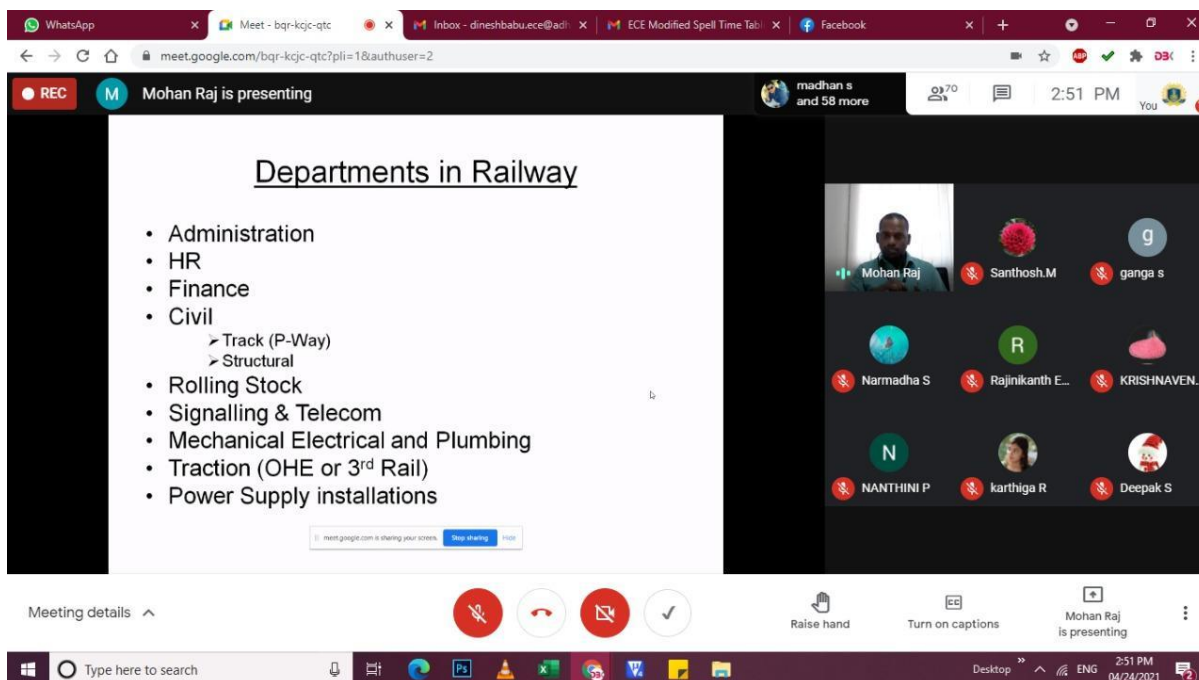 WhatsApp
Meet - bqr-kcjc-qtc
Inbox - dineshbabu.ece@adh
ECE Modified Spell Time Tabl
Facebook
meet.google.com/bqr-kcjc-qtc?pli=1&authuser=2
ABP
REC
M
Mohan Raj is presenting
madhan s
and 58 more
70
2:51 PM
You
Departments in Railway
• Administration
• HR
• Finance
• Civil
➢ Track (P-Way)
➢ Structural
• Rolling Stock
• Signalling & Telecom
• Mechanical Electrical and Plumbing
• Traction (OHE or 3rd Rail)
• Power Supply installations
meet.google.com is sharing your screen.
Stop sharing
Hide
Mohan Raj
Santhosh.M
g
ganga s
Narmadha S
R
Rajinikanth E...
KRISHNAVEN.
N
NANTHINI P
karthiga R
Deepak S
Meeting details
Raise hand
CC
Turn on captions
Mohan Raj
is presenting
Type here to search
Ps
Desktop
ENG
2:51 PM
04/24/2021
2